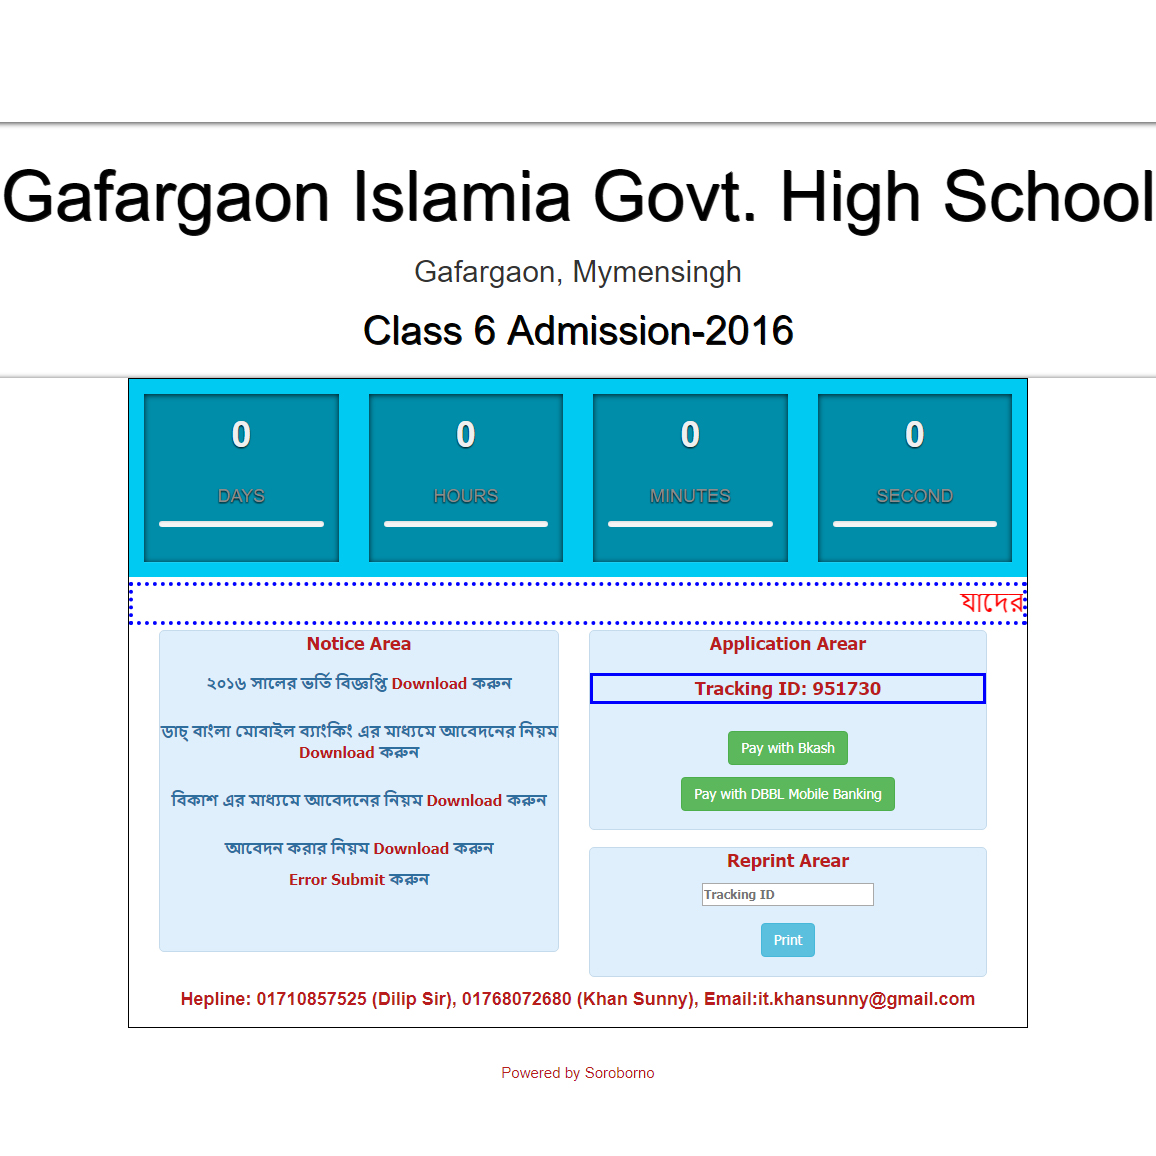 Gafargaon Islamia Govt. High School
Gafargaon, Mymensingh
Class 6 Admission-2016
0
0
0
0
DAYS
HOURS
MINUTES
SECOND
যাদের
Notice Area
২০১৬ সালের ভর্তি বিজ্ঞপ্তি Download করুন
ডাচ্ বাংলা মোবাইল ব্যাংকিং এর মাধ্যমে আবেদনের নিয়ম
Download করুন
বিকাশ এর মাধ্যমে আবেদনের নিয়ম Download করুন
আবেদন করার নিয়ম Download করুন
Error Submit করুন
Application Arear
Tracking ID: 951730
Pay with Bkash
Pay with DBBL Mobile Banking
Reprint Arear
Tracking ID
Print
Hepline: 01710857525 (Dilip Sir), 01768072680 (Khan Sunny), Email:it.khansunny@gmail.com
Powered by Soroborno